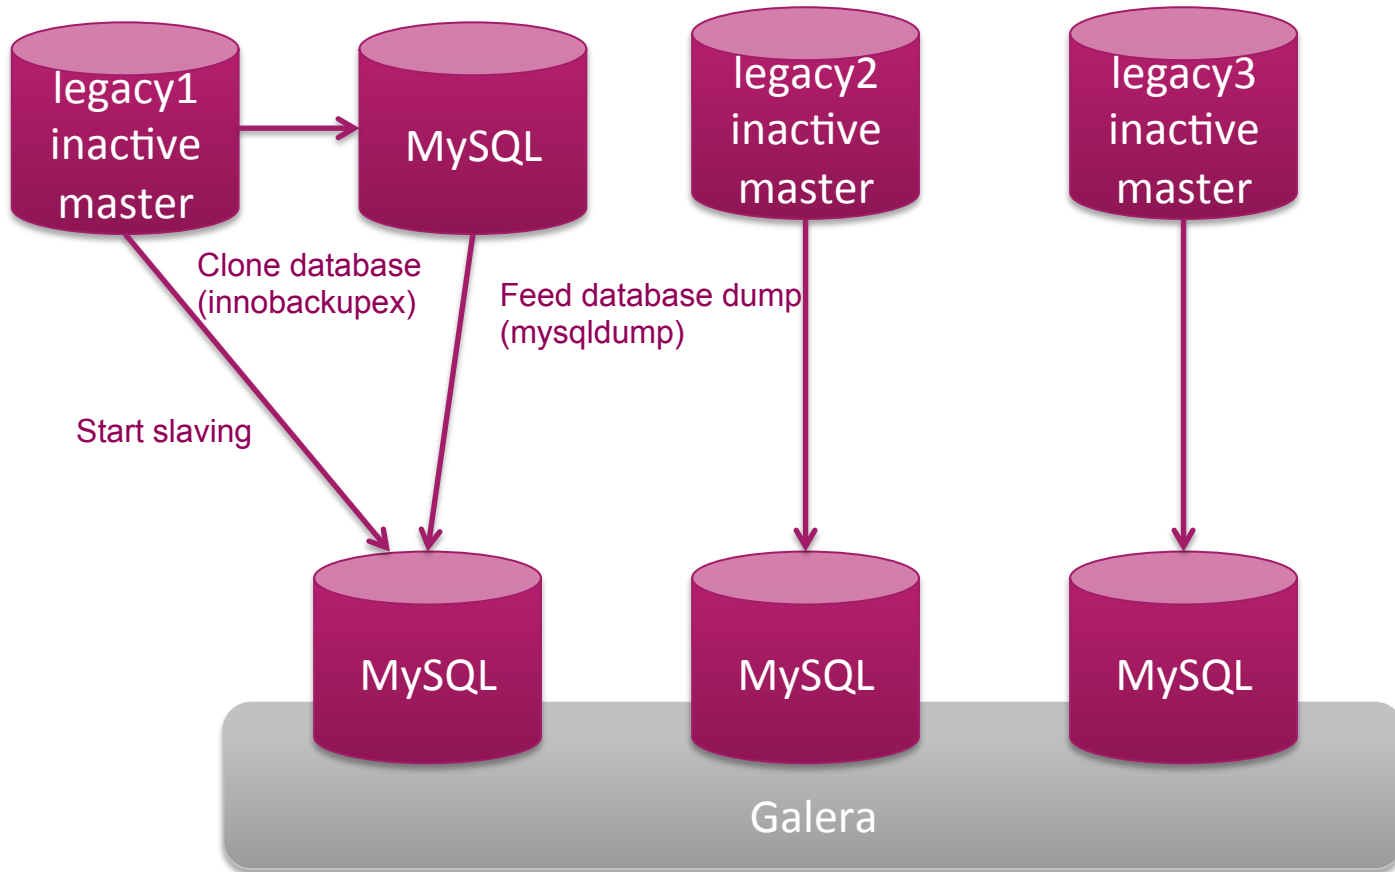 legacy1
inactive
master
MySQL
legacy2
inactive
master
legacy3
inactive
master
Clone database
(innobackupex)
Feed database dump
(mysqldump)
Start slaving
MySQL
MySQL
MySQL
Galera